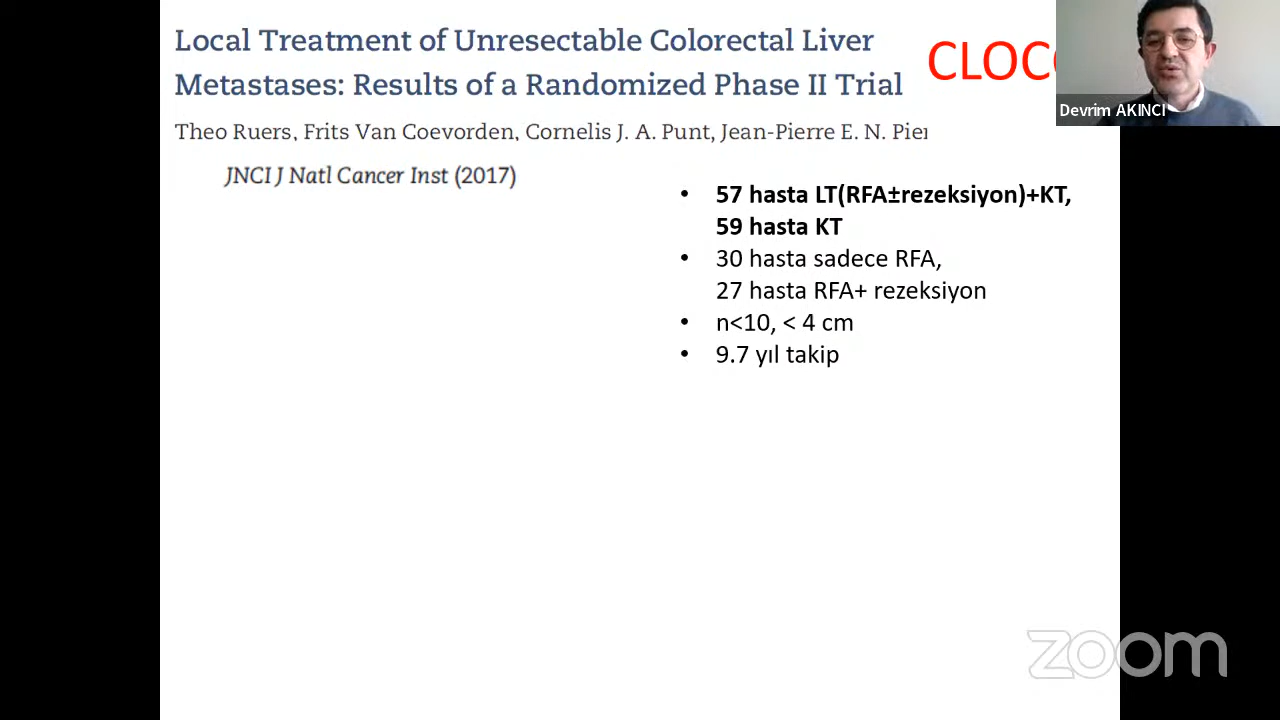 Local Treatment of Unresectable Colorectal Liver
Metastases: Results of a Randomized Phase II Trial
CLOC
Devrim AKINCI
Theo Ruers, Frits Van Coevorden, Cornelis J. A. Punt, Jean-Pierre E. N. Pier
JNCI J Natl Cancer Inst (2017)
• 57 hasta LT(RFA±rezeksiyon)+KT,
59 hasta KT
• 30 hasta sadece RFA,
27 hasta RFA+ rezeksiyon
• n<10, < 4 cm
• 9.7 yıl takip
zoom